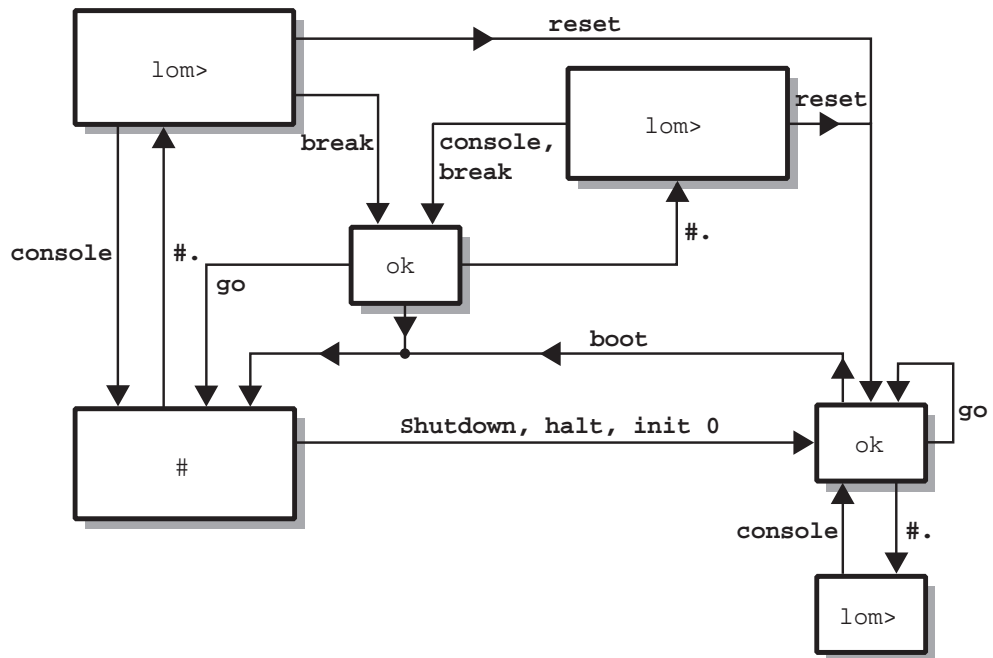 reset
lom>
lom>
reset
break
console,
break
console
#.
#.
ok
go
boot
go
Shutdown, halt, init 0
ok
#
console
#.
lom>